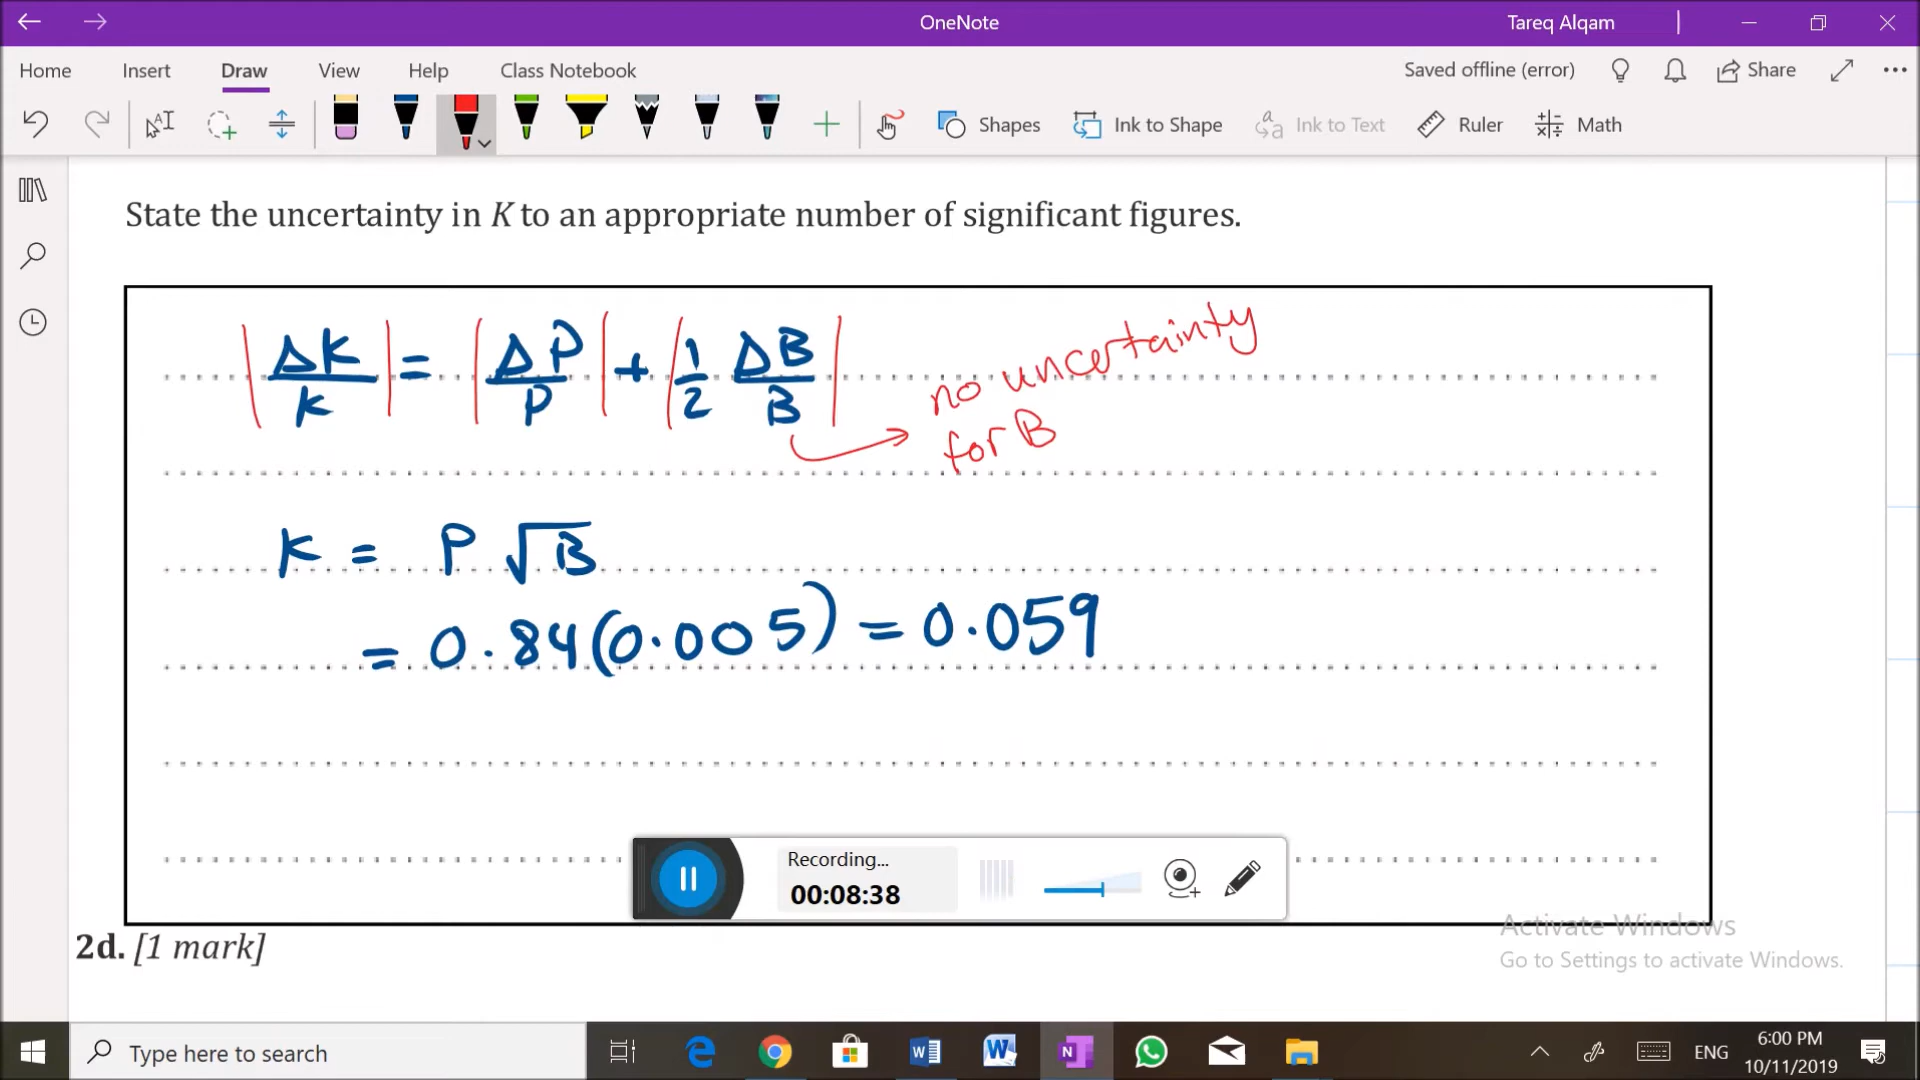 OneNote
Tareq Alqam
Home Insert Draw View Help Class Notebook
Saved offline (error)
Share
Shapes
Ink to Shape
Ink to Text
Ruler
Math
State the uncertainty in K to an appropriate number of significant figures.
|ΔK/K| = |ΔP/P| + |1/2 ΔB/B|
no uncertainty
for B
K = P √B
= 0.84(0.005) = 0.059
Recording...
00:08:38
2d. [1 mark]
Activate Windows
Go to Settings to activate Windows.
Type here to search
ENG
6:00 PM
10/11/2019